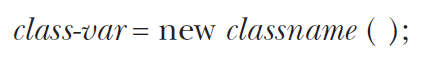 class-var = new classname ( );